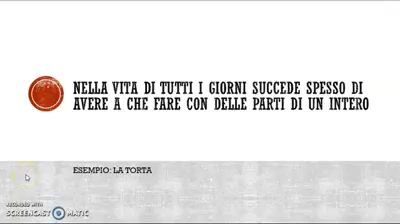 NELLA VITA DI TUTTI I GIORNI SUCCEDE SPESSO DI
AVERE A CHE FARE CON DELLE PARTI DI UN INTERO
ESEMPIO: LA TORTA
RECORDED WITH
SCREENCAST MATIC